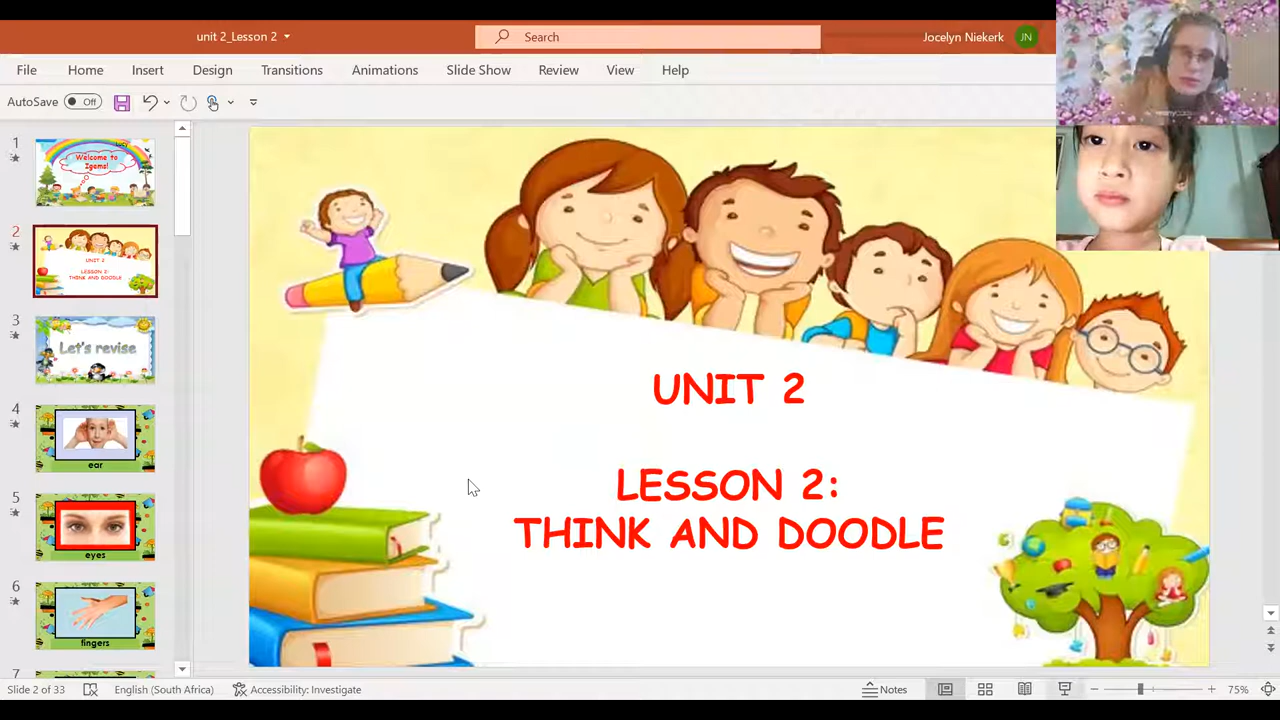 unit 2_Lesson 2
Search
Jocelyn Niekerk JN
File Home Insert Design Transitions Animations Slide Show Review View Help
AutoSave Off
1
Welcome to
Igems!
2
UNIT 2
LESSON 2:
THINK AND DOODLE
3
Let's revise
4
ear
5
eyes
6
fingers
7
UNIT 2
LESSON 2:
THINK AND DOODLE
Slide 2 of 33 English (South Africa) Accessibility: Investigate Notes 75%